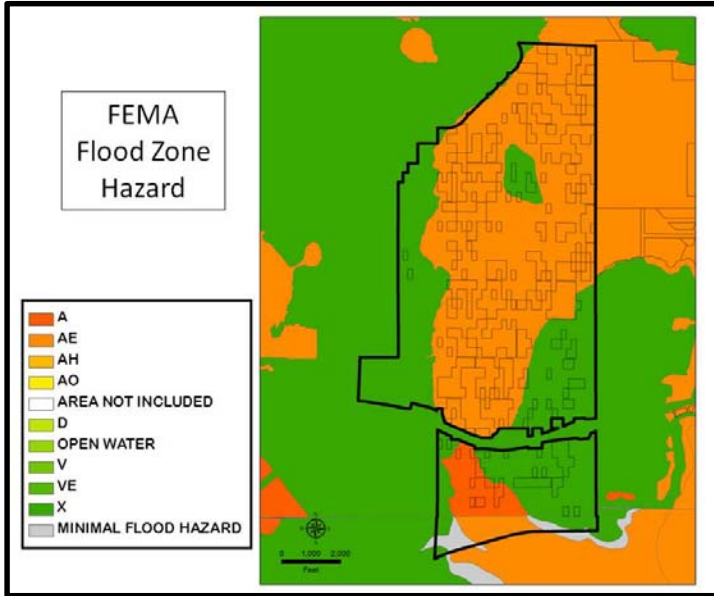 FEMA
Flood Zone
Hazard
A
AE
AH
AO
AREA NOT INCLUDED
D
OPEN WATER
V
VE
X
MINIMAL FLOOD HAZARD
0 1,000 2,000
Feet